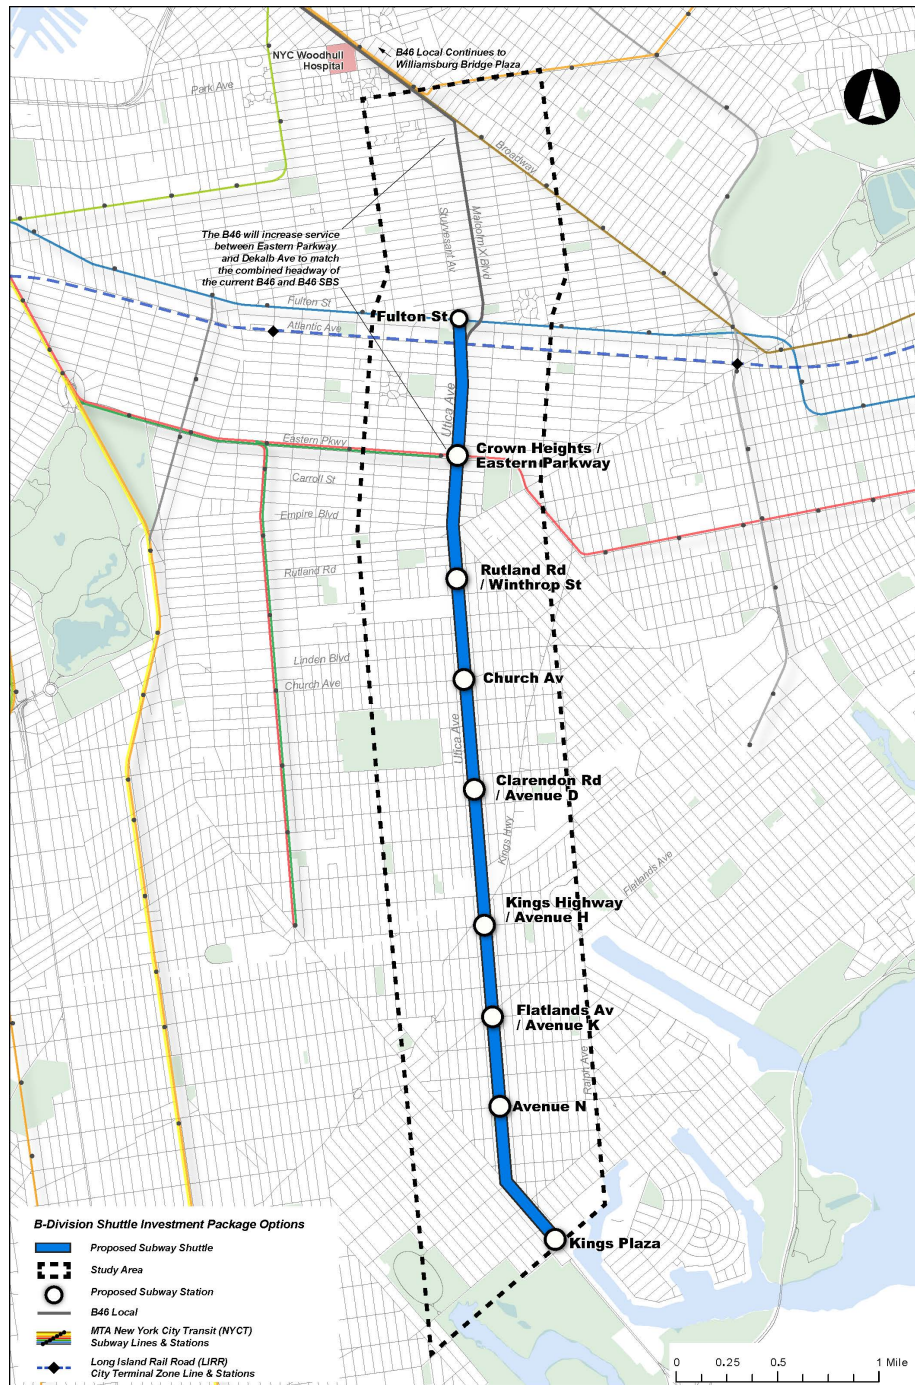 NYC Woodhull
Hospital
B46 Local Continues to
Williamsburg Bridge Plaza
Park Ave
Broadway
Stuyvesant Av
Malcolm X Blvd
The B46 will increase service
between Eastern Parkway
and Dekalb Ave to match
the combined headway of
the current B46 and B46 SBS
Fulton St
Fulton St
Atlantic Ave
Utica Ave
Eastern Pkwy
Crown Heights /
Eastern Parkway
Carroll St
Empire Blvd
Rutland Rd
Rutland Rd
/ Winthrop St
Linden Blvd
Church Ave
Church Av
Utica Ave
Clarendon Rd
/ Avenue D
Kings Hwy
Flatlands Ave
Kings Highway
/ Avenue H
Flatlands Av
/ Avenue K
Ralph Ave
Avenue N
Kings Plaza
B-Division Shuttle Investment Package Options
Proposed Subway Shuttle
Study Area
Proposed Subway Station
B46 Local
MTA New York City Transit (NYCT)
Subway Lines & Stations
Long Island Rail Road (LIRR)
City Terminal Zone Line & Stations
0 0.25 0.5 1 Mile